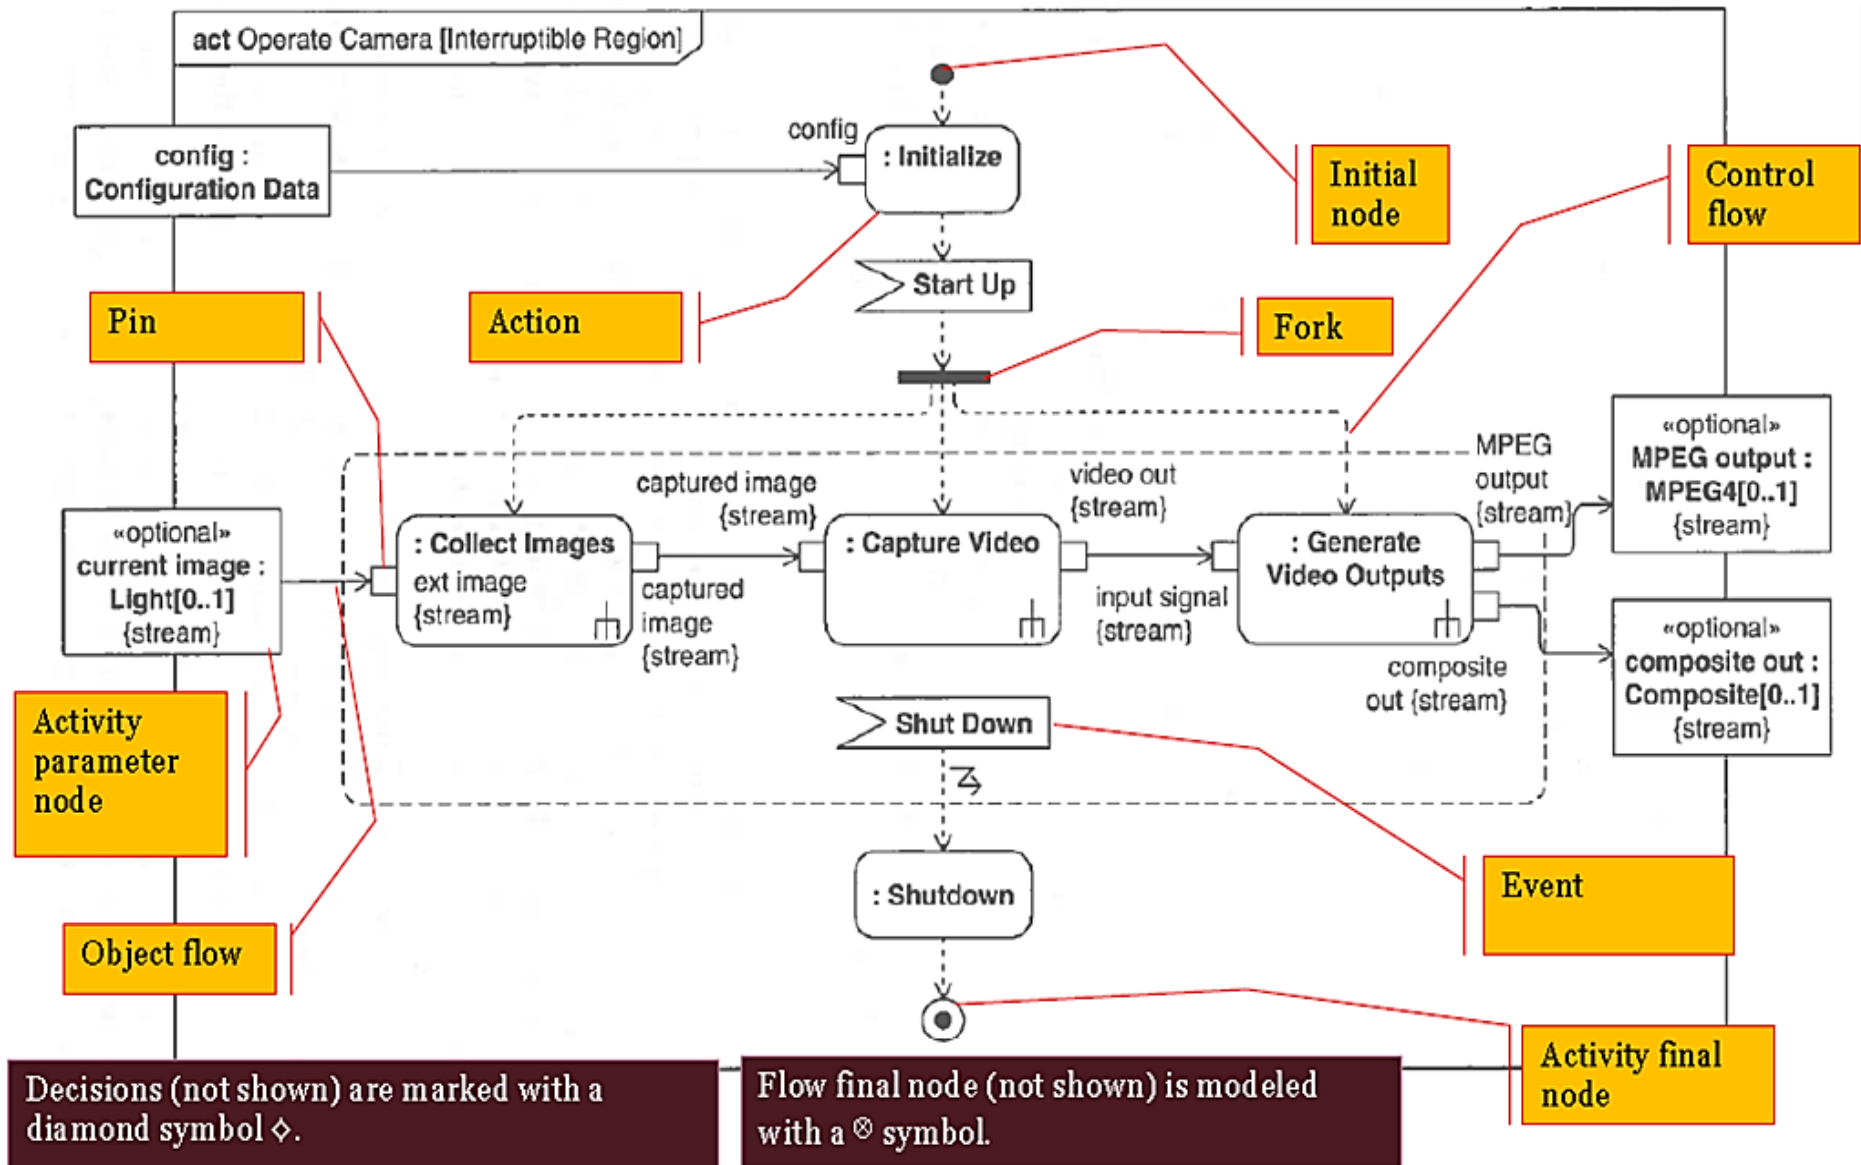 act Operate Camera [Interruptible Region]
config :
Configuration Data
config
: Initialize
Initial
node
Control
flow
Start Up
Pin
Action
Fork
«optional»
MPEG output :
MPEG4[0..1]
{stream}
MPEG
output
{stream}
captured image
{stream}
video out
{stream}
«optional»
current image :
Light[0..1]
{stream}
: Collect Images
ext image
{stream}
captured
image
{stream}
: Capture Video
input signal
{stream}
: Generate
Video Outputs
composite
out {stream}
«optional»
composite out :
Composite[0..1]
{stream}
Activity
parameter
node
Shut Down
: Shutdown
Event
Object flow
Activity final
node
Decisions (not shown) are marked with a
diamond symbol ⟡.
Flow final node (not shown) is modeled
with a ⊗ symbol.